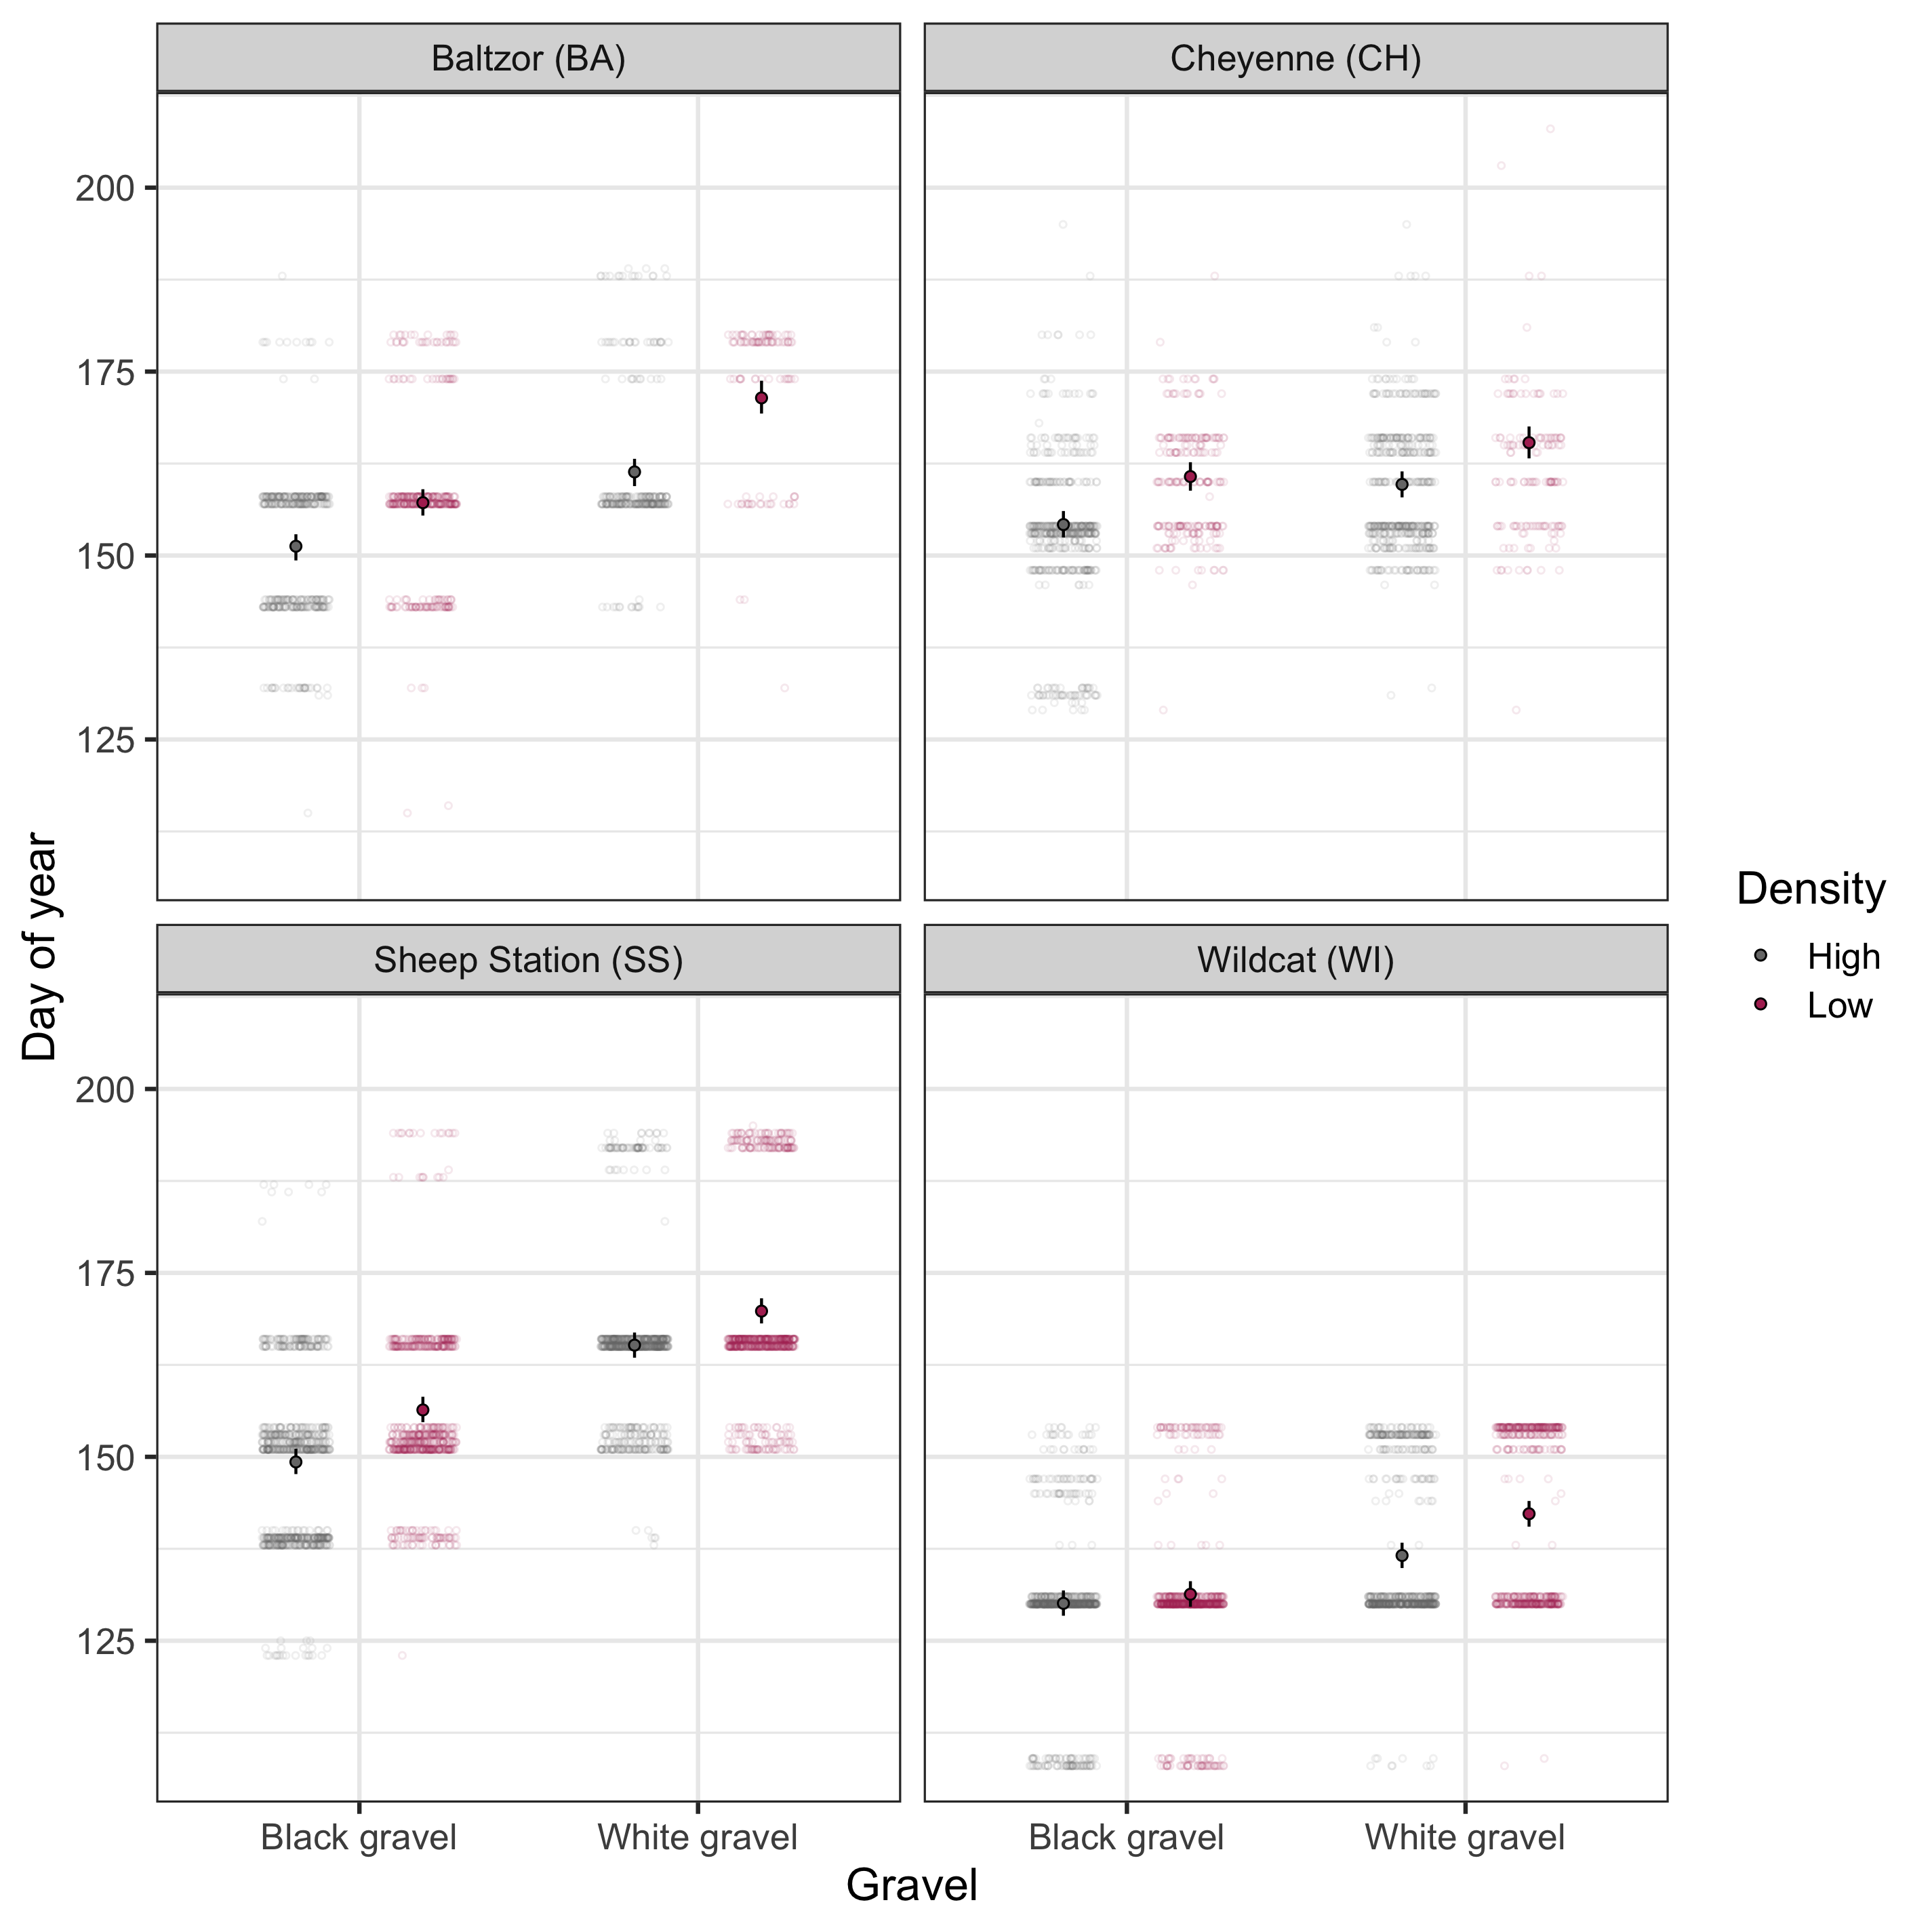 Baltzor (BA)
Cheyenne (CH)
200
175
150
125
Sheep Station (SS)
Wildcat (WI)
200
175
150
125
Day of year
Black gravel
White gravel
Black gravel
White gravel
Gravel
Density
High
Low